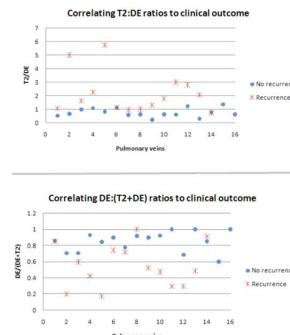 Correlating T2:DE ratios to clinical outcome
7
6
5
4
3
2
1
0
T2/DE
0 2 4 6 8 10 12 14 16
Pulmonary veins
No recurrence
Recurrence
Correlating DE:(T2+DE) ratios to clinical outcome
1.2
1
0.8
0.6
0.4
0.2
0
DE/(DE+T2)
0 2 4 6 8 10 12 14 16
No recurrence
Recurrence